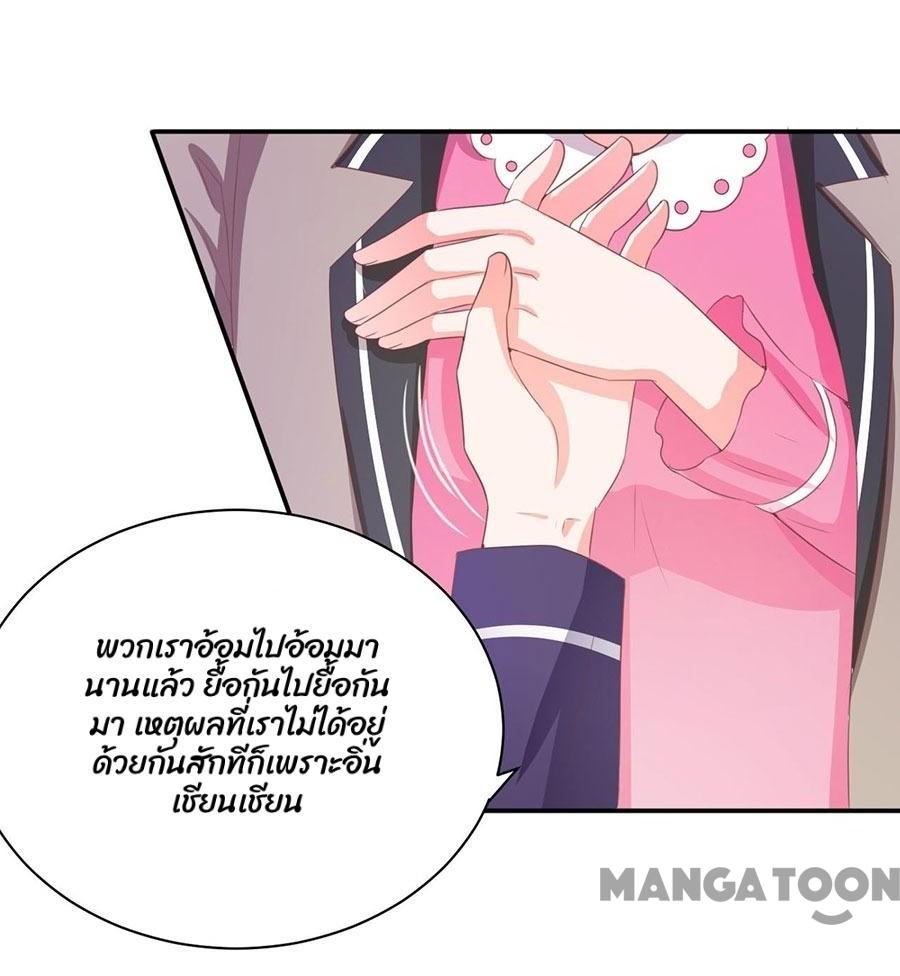 พวกเราอ้อมไปอ้อมมา
นานแล้ว ยื้อกันไปยื้อกัน
มา เหตุผลที่เราไม่ได้อยู่
ด้วยกันสักทีก็เพราะอิ่น
เชียนเชียน
MANGATOON